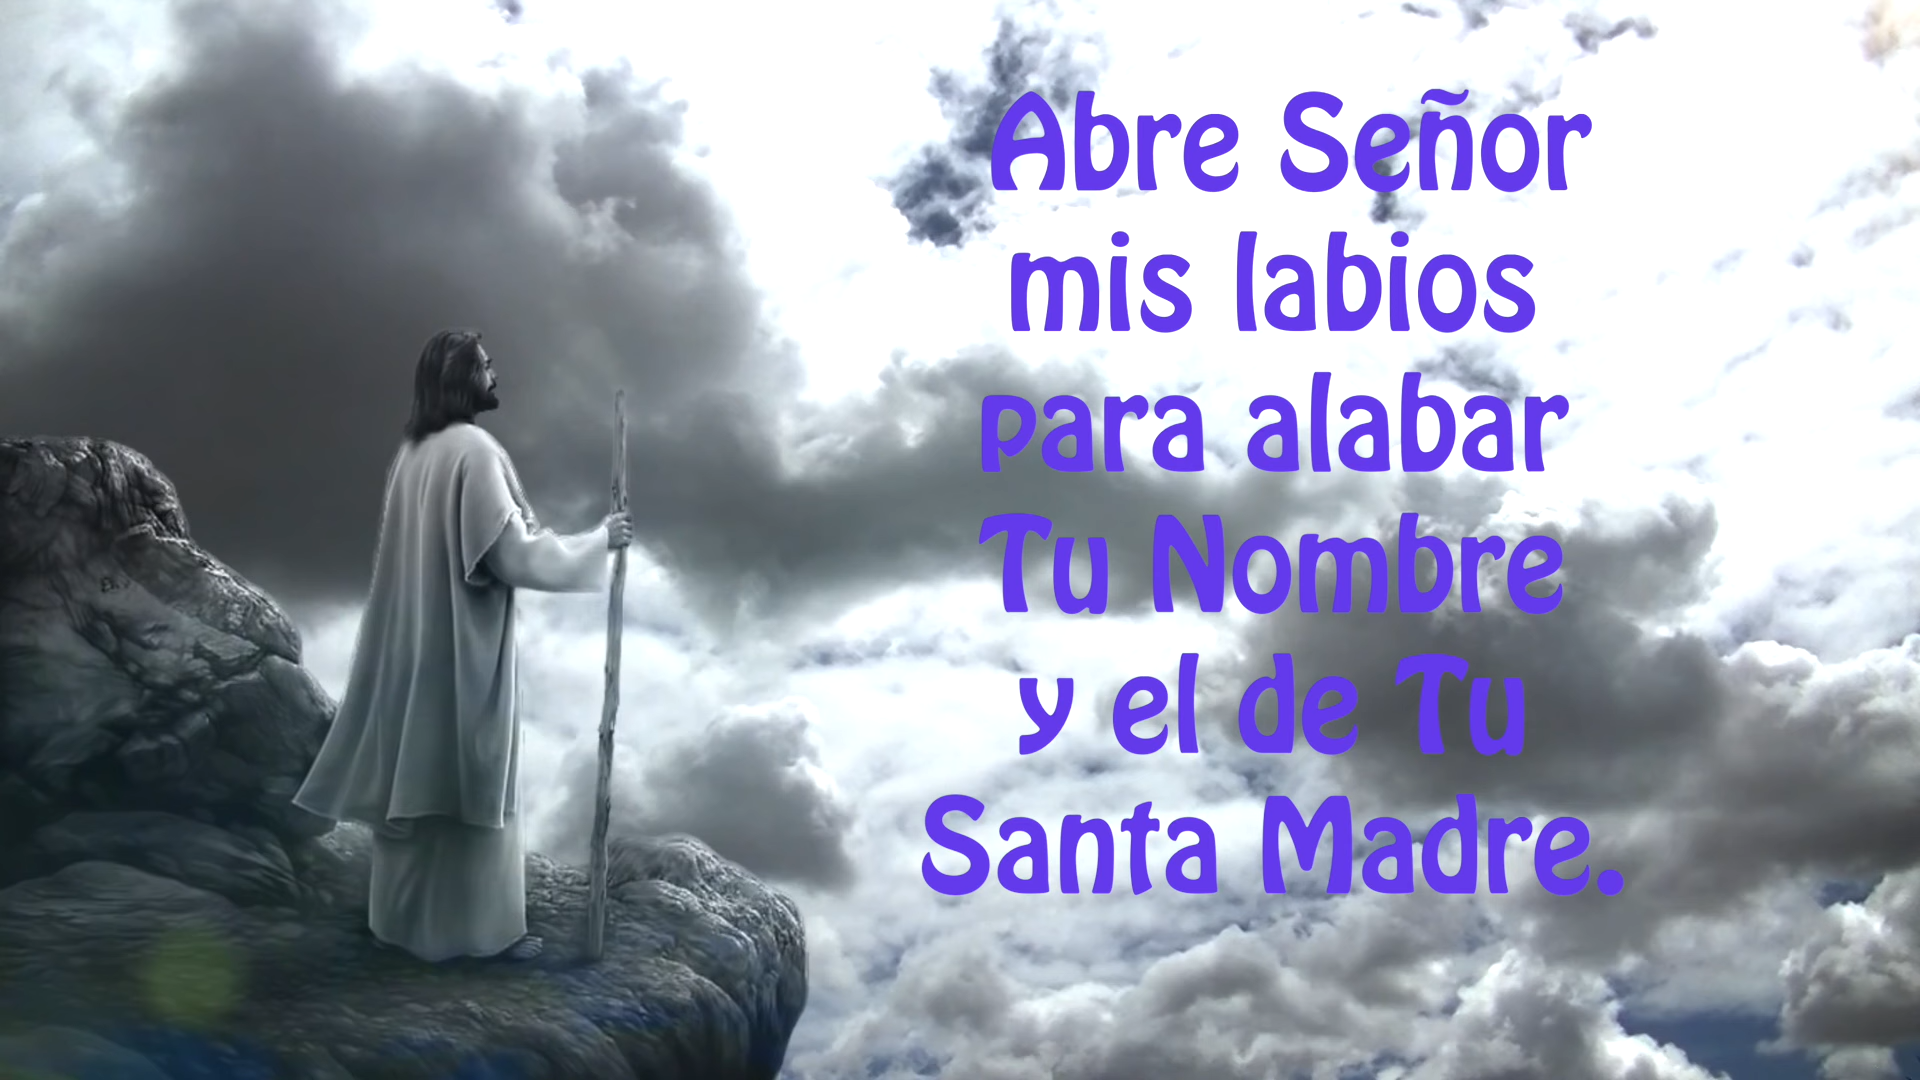 Abre Señor
mis labios
para alabar
Tu Nombre
y el de Tu
Santa Madre.